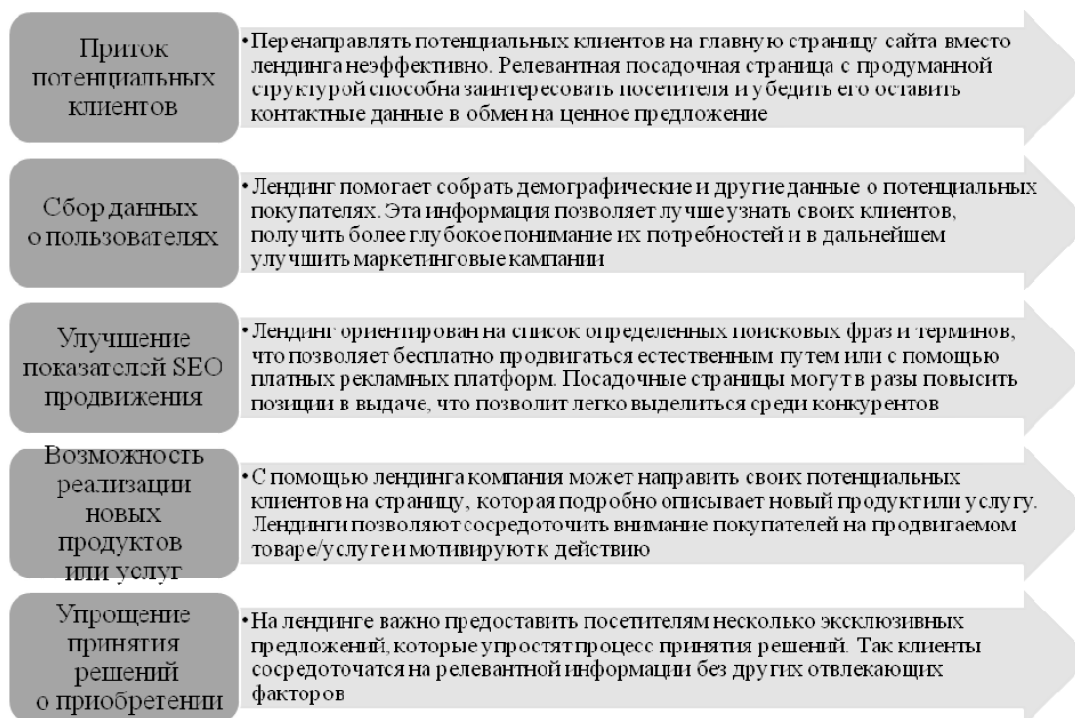 Приток
потенциальных
клиентов
• Перенаправлять потенциальных клиентов на главную страницу сайта вместо
лендинга неэффективно. Релевантная посадочная страница с продуманной
структурой способна заинтересовать посетителя и убедить его оставить
контактные данные в обмен на ценное предложение
Сбор данных
о пользователях
• Лендинг помогает собрать демографические и другие данные о потенциальных
покупателях. Эта информация позволяет лучше узнать своих клиентов,
получить более глубокое понимание их потребностей и в дальнейшем
улучшить маркетинговые кампании
Улучшение
показателей SEO
продвижения
• Лендинг ориентирован на список определенных поисковых фраз и терминов,
что позволяет бесплатно продвигаться естественным путем или с помощью
платных рекламных платформ. Посадочные страницы могут в разы повысить
позиции в выдаче, что позволит легко выделиться среди конкурентов
Возможность
реализации
новых
продуктов
или услуг
• С помощью лендинга компания может направить своих потенциальных
клиентов на страницу, которая подробно описывает новый продукт или услугу.
Лендинги позволяют сосредоточить внимание покупателей на продвигаемом
товаре/услуге и мотивируют к действию
Упрощение
принятия
решений
о приобретении
• На лендинге важно предоставить посетителям несколько эксклюзивных
предложений, которые упростят процесс принятия решений. Так клиенты
сосредоточатся на релевантной информации без других отвлекающих
факторов